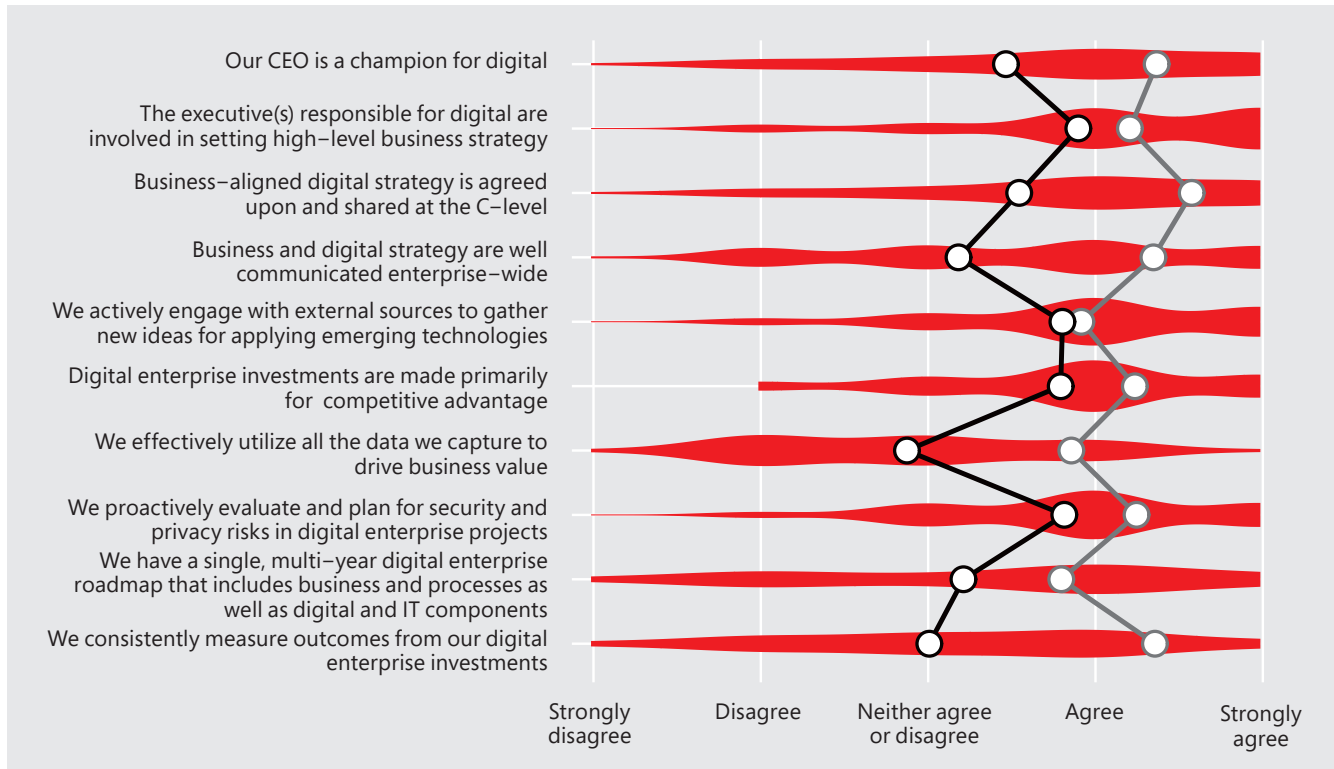 Our CEO is a champion for digital
The executive(s) responsible for digital are
involved in setting high−level business strategy
Business−aligned digital strategy is agreed
upon and shared at the C−level
Business and digital strategy are well
communicated enterprise−wide
We actively engage with external sources to gather
new ideas for applying emerging technologies
Digital enterprise investments are made primarily
for competitive advantage
We effectively utilize all the data we capture to
drive business value
We proactively evaluate and plan for security and
privacy risks in digital enterprise projects
We have a single, multi−year digital enterprise
roadmap that includes business and processes as
well as digital and IT components
We consistently measure outcomes from our digital
enterprise investments
Strongly
disagree
Disagree
Neither agree
or disagree
Agree
Strongly
agree